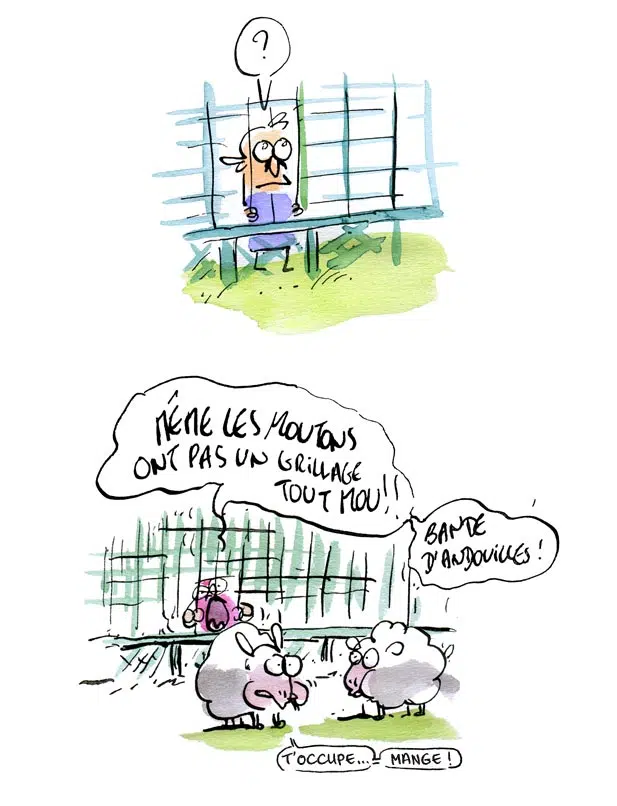 ?
MÊME LES MOUTONS
ONT PAS UN GRILLAGE
TOUT MOU!!
BANDE
D'ANDOUILLES!
T'OCCUPE... MANGE!